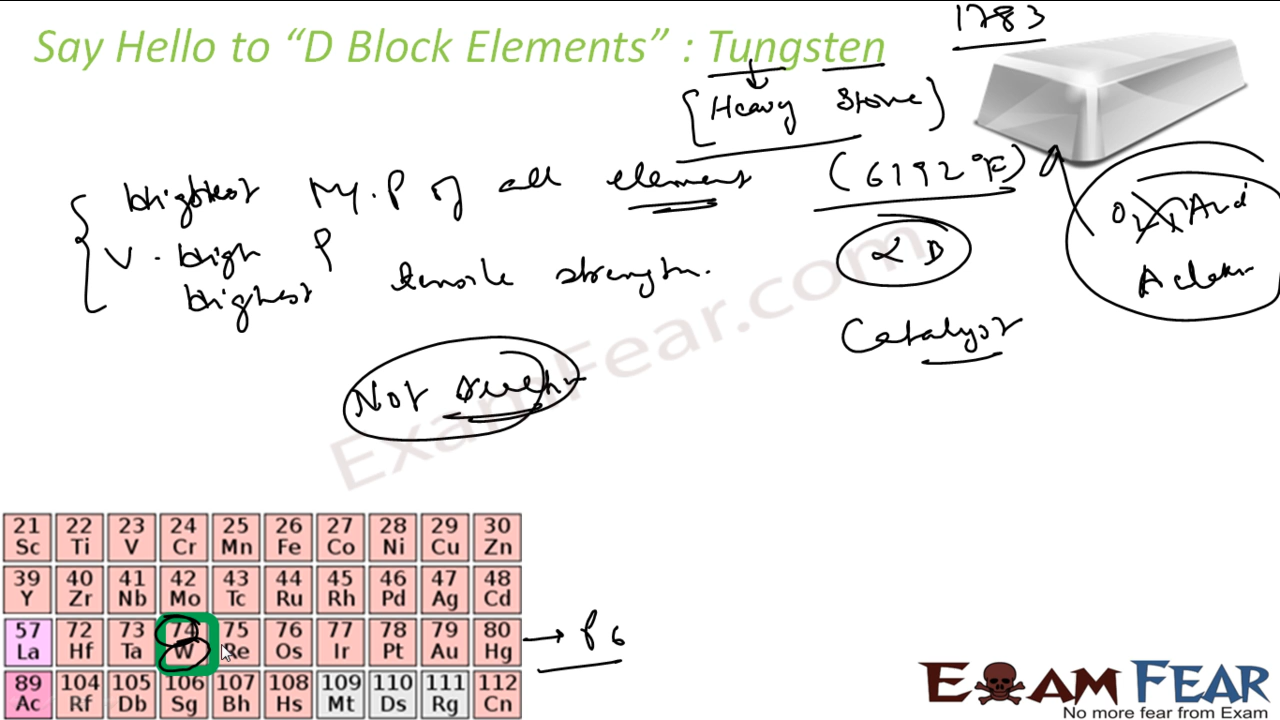 Say Hello to “D Block Elements” : Tungsten
1783
[Heavy Stone]
Highest M.P of all element (6192°F)
V. High ρ
Highest tensile strength.
Catalyst
Not
ExamFear.com
21 22 23 24 25 26 27 28 29 30
Sc Ti V Cr Mn Fe Co Ni Cu Zn
39 40 41 42 43 44 45 46 47 48
Y Zr Nb Mo Tc Ru Rh Pd Ag Cd
57 72 73 74 75 76 77 78 79 80
La Hf Ta W Re Os Ir Pt Au Hg
→ P6
89 104 105 106 107 108 109 110 111 112
Ac Rf Db Sg Bh Hs Mt Ds Rg Cn
EXAM FEAR
No more fear from Exam